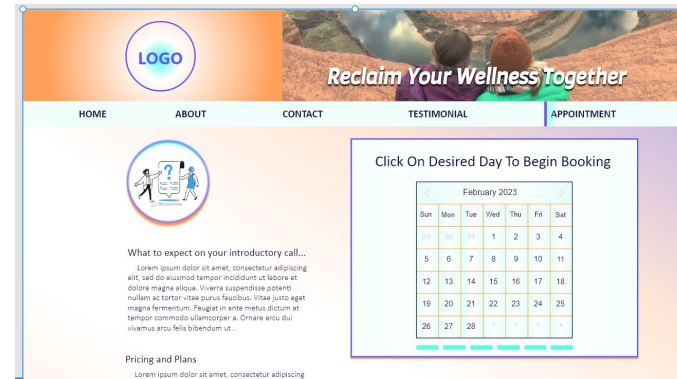 LOGO
Reclaim Your Wellness Together
HOME ABOUT CONTACT TESTIMONIAL APPOINTMENT
What to expect on your introductory call...
Lorem ipsum dolor sit amet, consectetur adipiscing
elit, sed do eiusmod tempor incididunt ut labore et
dolore magna aliqua. Viverra suspendisse potenti
nullam ac tortor vitae purus faucibus. Vitae justo eget
magna fermentum. Feugiat in ante metus dictum at
tempor commodo ullamcorper a. Ornare arcu dui
vivamus arcu felis bibendum ut .
Pricing and Plans
Lorem ipsum dolor sit amet, consectetur adipiscing
Click On Desired Day To Begin Booking
February 2023
Sun Mon Tue Wed Thu Fri Sat
29 30 31 1 2 3 4
5 6 7 8 9 10 11
12 13 14 15 16 17 18
19 20 21 22 23 24 25
26 27 28 1 2 3 4